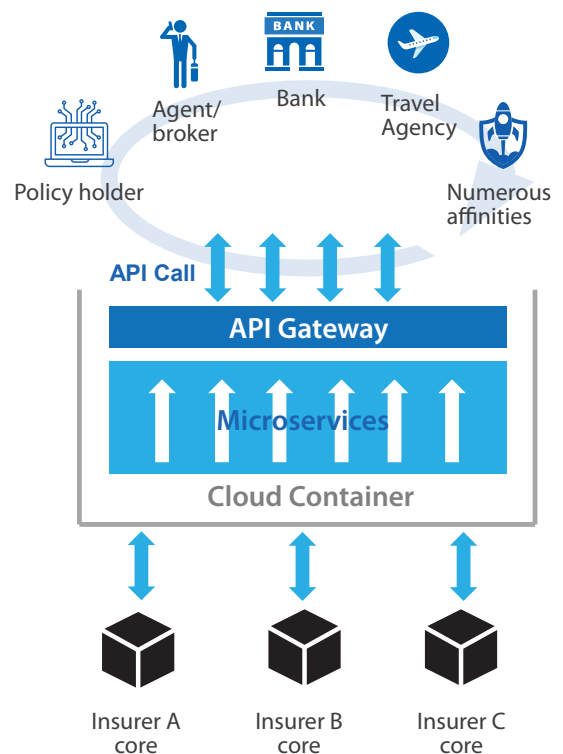 BANK
Agent/
broker
Bank
Travel
Agency
Policy holder
Numerous
affinities
API Call
API Gateway
Microservices
Cloud Container
Insurer A
core
Insurer B
core
Insurer C
core